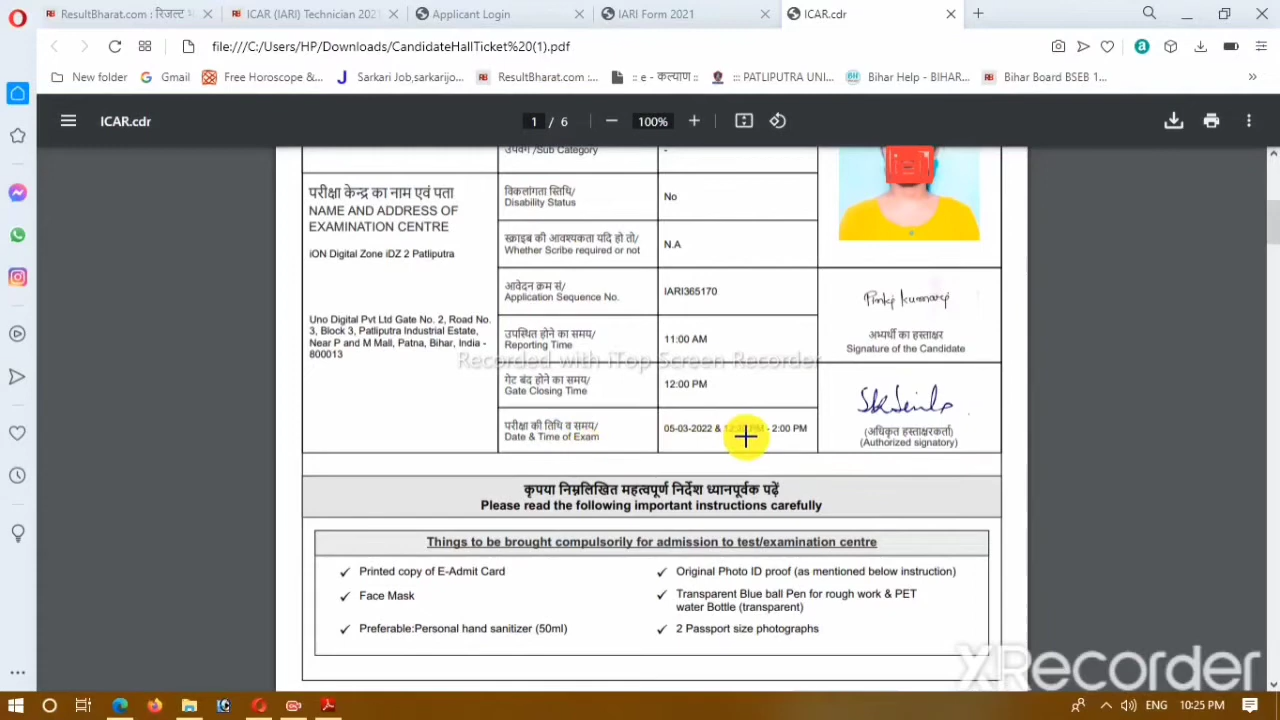 ResultBharat.com : रिजल्ट
ICAR (IARI) Technician 2021
Applicant Login
IARI Form 2021
ICAR.cdr
file:///C:/Users/HP/Downloads/CandidateHallTicket%20(1).pdf
New folder
Gmail
Free Horoscope &...
Sarkari Job,sarkarijo...
ResultBharat.com :...
:: e - कल्याण ::
::: PATLIPUTRA UNI...
Bihar Help - BIHAR...
Bihar Board BSEB 1...
ICAR.cdr
1 / 6
100%
उपवर्ग /Sub Category
-
परीक्षा केन्द्र का नाम एवं पता
NAME AND ADDRESS OF
EXAMINATION CENTRE
iON Digital Zone iDZ 2 Patliputra
Uno Digital Pvt Ltd Gate No. 2, Road No.
3, Block 3, Patliputra Industrial Estate,
Near P and M Mall, Patna, Bihar, India -
800013
विकलांगता स्तिथि/
Disability Status
No
स्क्राइब की आवश्यकता यदि हो तो/
Whether Scribe required or not
N.A
आवेदन क्रम सं/
Application Sequence No.
IARI365170
उपस्थित होने का समय/
Reporting Time
11:00 AM
गेट बंद होने का समय/
Gate Closing Time
12:00 PM
परीक्षा की तिथि व समय/
Date & Time of Exam
05-03-2022 & PM - 2:00 PM
Pinki kumari
अभ्यर्थी का हस्ताक्षर
Signature of the Candidate
(अधिकृत हस्ताक्षरकर्ता)
(Authorized signatory)
Recorded with iTop Screen Recorder
कृपया निम्नलिखित महत्वपूर्ण निर्देश ध्यानपूर्वक पढ़ें
Please read the following important instructions carefully
Things to be brought compulsorily for admission to test/examination centre
Printed copy of E-Admit Card
Face Mask
Preferable:Personal hand sanitizer (50ml)
Original Photo ID proof (as mentioned below instruction)
Transparent Blue ball Pen for rough work & PET
water Bottle (transparent)
2 Passport size photographs
XRecorder
ENG
10:25 PM